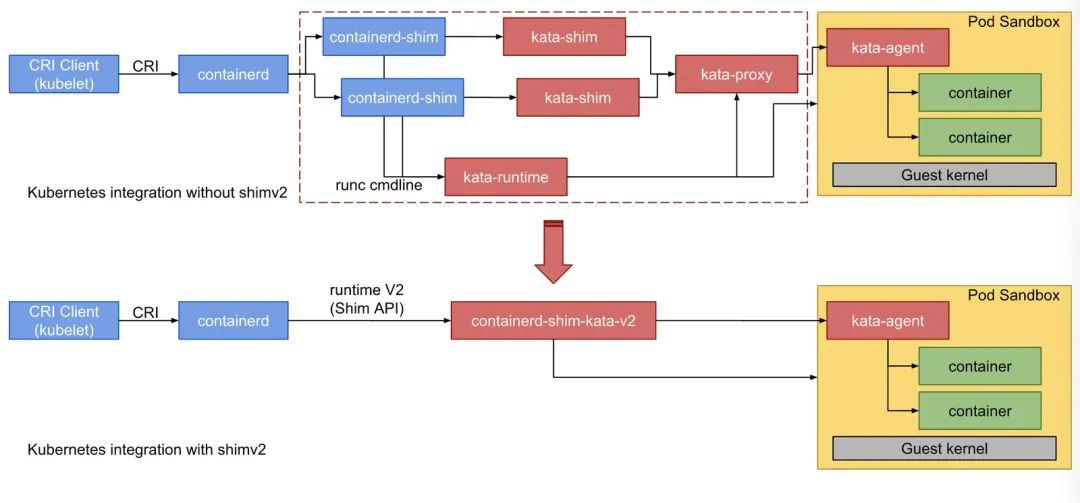 Pod Sandbox
containerd-shim
kata-shim
kata-agent
CRI Client
(kubelet)
CRI
containerd
kata-proxy
containerd-shim
kata-shim
container
container
runc cmdline
kata-runtime
Guest kernel
Kubernetes integration without shimv2
runtime V2
(Shim API)
Pod Sandbox
CRI Client
(kubelet)
CRI
containerd
containerd-shim-kata-v2
kata-agent
container
container
Kubernetes integration with shimv2
Guest kernel